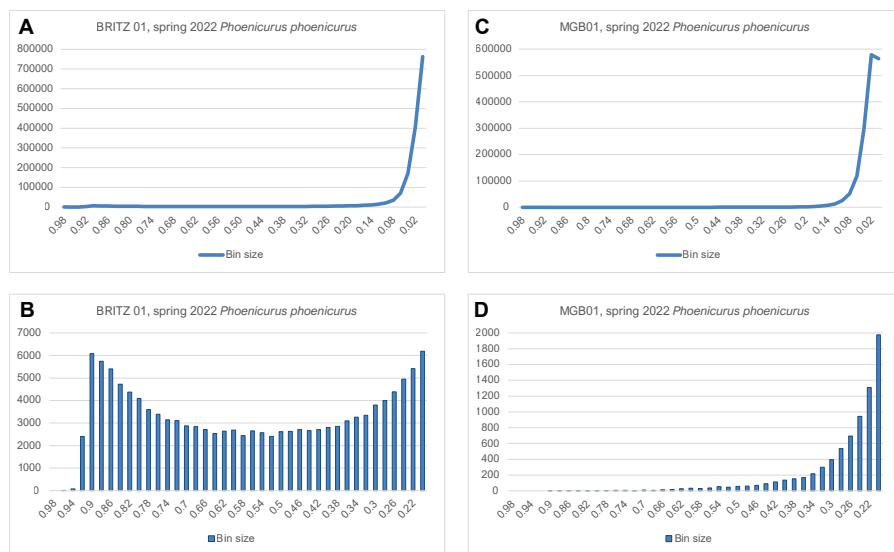 A
BRITZ 01, spring 2022 Phoenicurus phoenicurus
800000
700000
600000
500000
400000
300000
200000
100000
0
0.98 0.92 0.86 0.80 0.74 0.68 0.62 0.56 0.50 0.44 0.38 0.32 0.26 0.20 0.14 0.08 0.02
Bin size
C
MGB01, spring 2022 Phoenicurus phoenicurus
600000
500000
400000
300000
200000
100000
0
0.98 0.92 0.86 0.8 0.74 0.68 0.62 0.56 0.5 0.44 0.38 0.32 0.26 0.2 0.14 0.08 0.02
Bin size
B
BRITZ 01, spring 2022 Phoenicurus phoenicurus
7000
6000
5000
4000
3000
2000
1000
0
0.98 0.94 0.9 0.86 0.82 0.78 0.74 0.7 0.66 0.62 0.58 0.54 0.5 0.46 0.42 0.38 0.34 0.3 0.26 0.22
Bin size
D
MGB01, spring 2022 Phoenicurus phoenicurus
2000
1800
1600
1400
1200
1000
800
600
400
200
0
0.98 0.94 0.9 0.86 0.82 0.78 0.74 0.7 0.66 0.62 0.58 0.54 0.5 0.46 0.42 0.38 0.34 0.3 0.26 0.22
Bin size